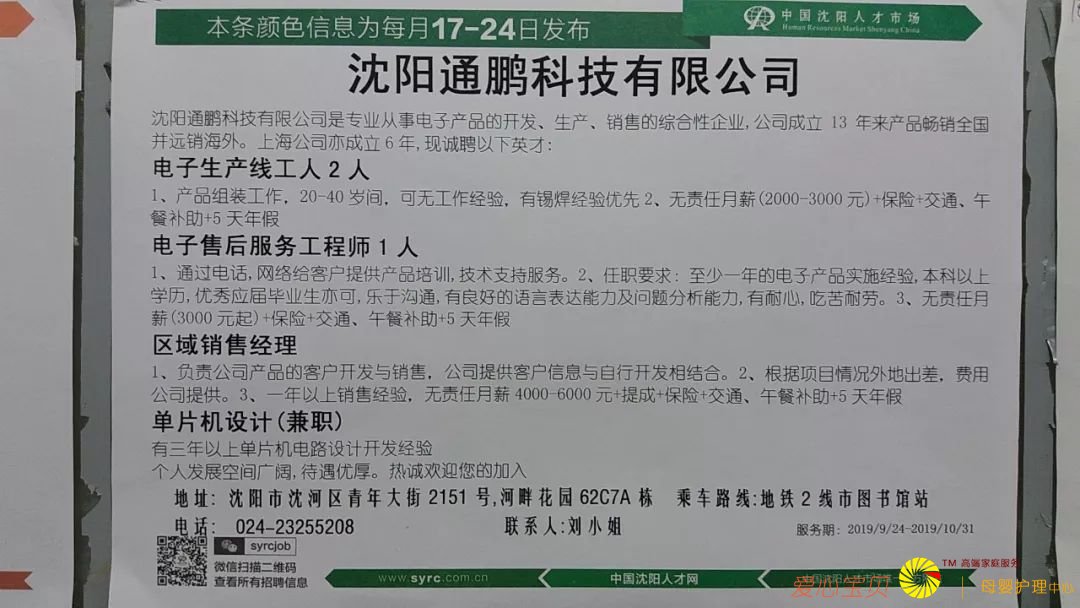 本条颜色信息为每月17-24日发布
中国沈阳人才市场
Human Resources Market Shenyang China
沈阳通鹏科技有限公司
沈阳通鹏科技有限公司是专业从事电子产品的开发、生产、销售的综合性企业,公司成立 13 年来产品畅销全国
并远销海外。上海公司亦成立6年,现诚聘以下英才:
电子生产线工人 2 人
1、产品组装工作，20-40 岁间，可无工作经验，有锡焊经验优先 2、无责任月薪(2000-3000 元)+保险+交通、午
餐补助+5 天年假
电子售后服务工程师 1 人
1、通过电话,网络给客户提供产品培训,技术支持服务。2、任职要求：至少一年的电子产品实施经验,本科以上
学历,优秀应届毕业生亦可,乐于沟通,有良好的语言表达能力及问题分析能力,有耐心,吃苦耐劳。3、无责任月
薪(3000 元起)+保险+交通、午餐补助+5 天年假
区域销售经理
1、负责公司产品的客户开发与销售，公司提供客户信息与自行开发相结合。2、根据项目情况外地出差，费用
公司提供。3、一年以上销售经验，无责任月薪 4000-6000 元+提成+保险+交通、午餐补助+5 天年假
单片机设计(兼职)
有三年以上单片机电路设计开发经验
个人发展空间广阔,待遇优厚。热诚欢迎您的加入
地址: 沈阳市沈河区青年大街 2151 号,河畔花园 62C7A 栋 乘车路线:地铁 2 线市图书馆站
电话: 024-23255208 联系人:刘小姐 服务期: 2019/9/24-2019/10/31
syrcjob
微信扫描二维码
查看所有招聘信息
www.syrc.com.cn 中国沈阳人才网
爱心宝贝 TM 高端家庭服务 母婴护理中心